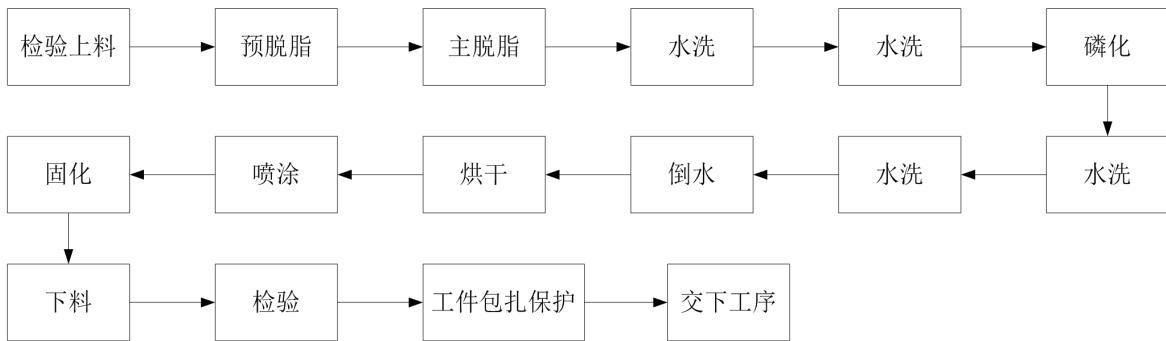 检验上料
预脱脂
主脱脂
水洗
水洗
磷化
水洗
水洗
倒水
烘干
喷涂
固化
下料
检验
工件包扎保护
交下工序